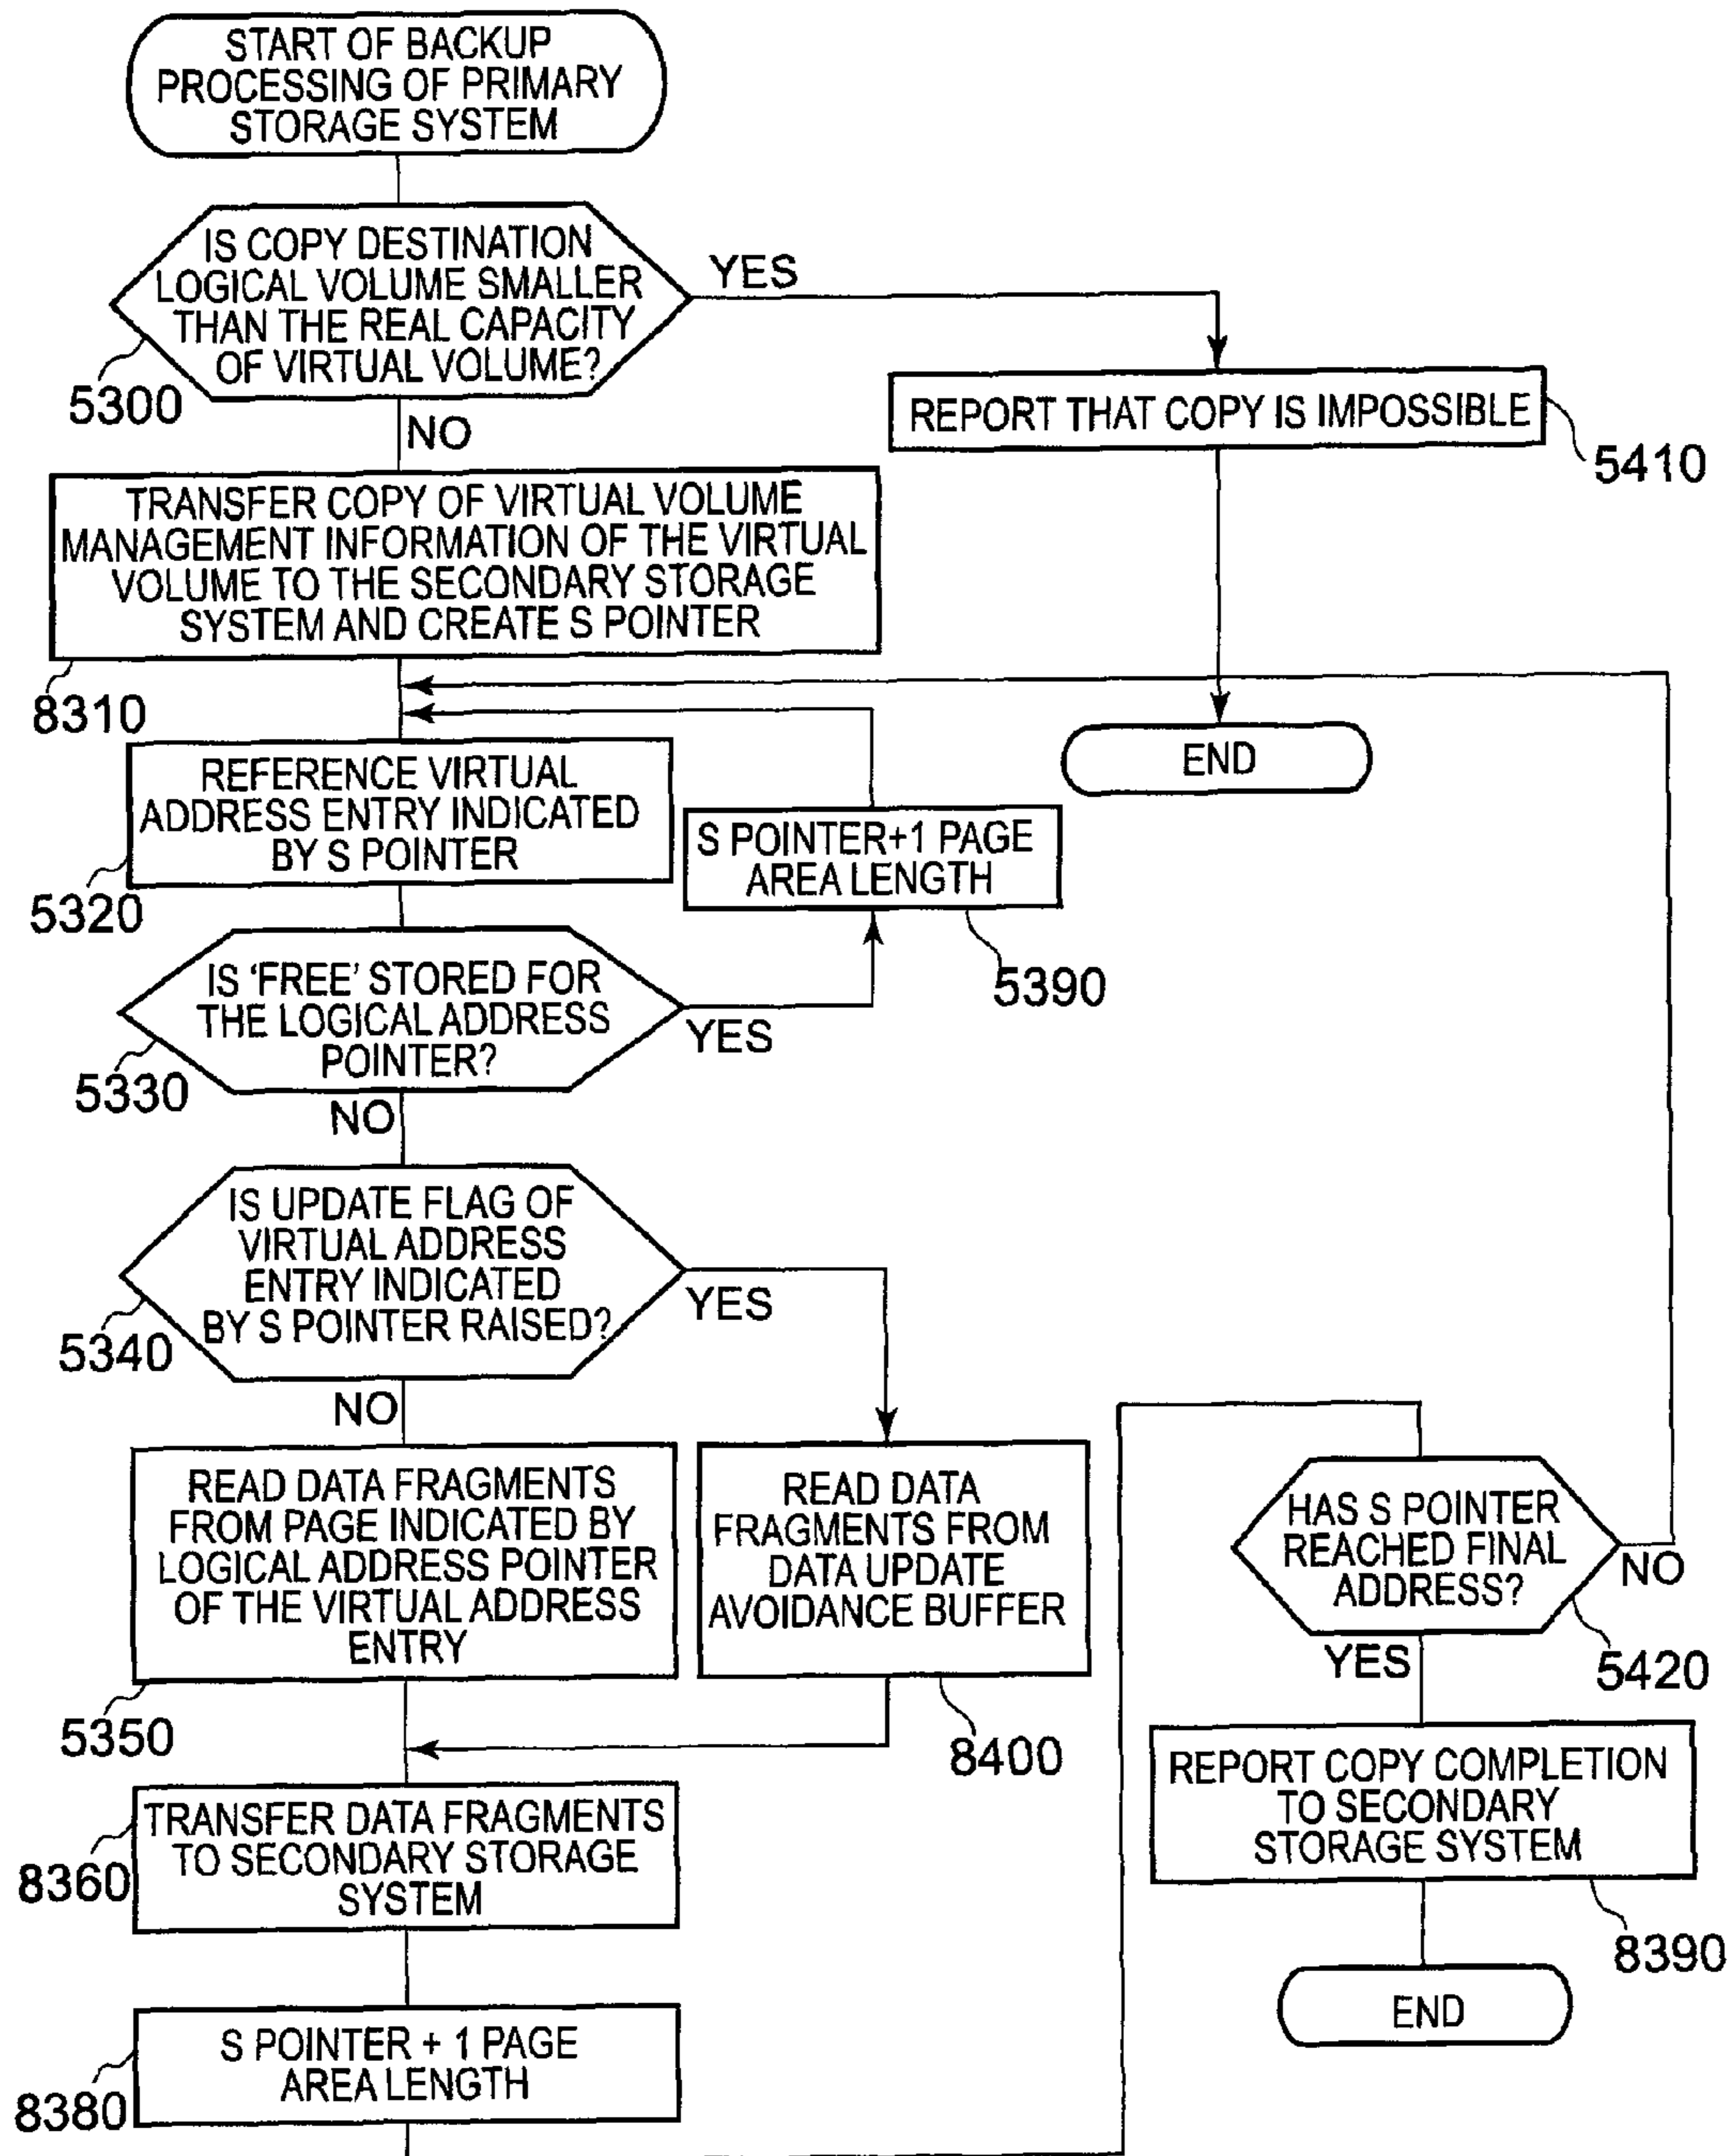 START OF BACKUP
PROCESSING OF PRIMARY
STORAGE SYSTEM
IS COPY DESTINATION
LOGICAL VOLUME SMALLER
THAN THE REAL CAPACITY
OF VIRTUAL VOLUME?
YES
5300
NO
REPORT THAT COPY IS IMPOSSIBLE
5410
TRANSFER COPY OF VIRTUAL VOLUME
MANAGEMENT INFORMATION OF THE VIRTUAL
VOLUME TO THE SECONDARY STORAGE
SYSTEM AND CREATE S POINTER
8310
END
REFERENCE VIRTUAL
ADDRESS ENTRY INDICATED
BY S POINTER
5320
S POINTER+1 PAGE
AREA LENGTH
5390
IS 'FREE' STORED FOR
THE LOGICAL ADDRESS
POINTER?
YES
5330
NO
IS UPDATE FLAG OF
VIRTUAL ADDRESS
ENTRY INDICATED
BY S POINTER RAISED?
YES
5340
NO
READ DATA FRAGMENTS
FROM PAGE INDICATED BY
LOGICAL ADDRESS POINTER
OF THE VIRTUAL ADDRESS
ENTRY
5350
READ DATA
FRAGMENTS FROM
DATA UPDATE
AVOIDANCE BUFFER
8400
TRANSFER DATA FRAGMENTS
TO SECONDARY STORAGE
SYSTEM
8360
S POINTER + 1 PAGE
AREA LENGTH
8380
HAS S POINTER
REACHED FINAL
ADDRESS?
NO
YES
5420
REPORT COPY COMPLETION
TO SECONDARY
STORAGE SYSTEM
8390
END